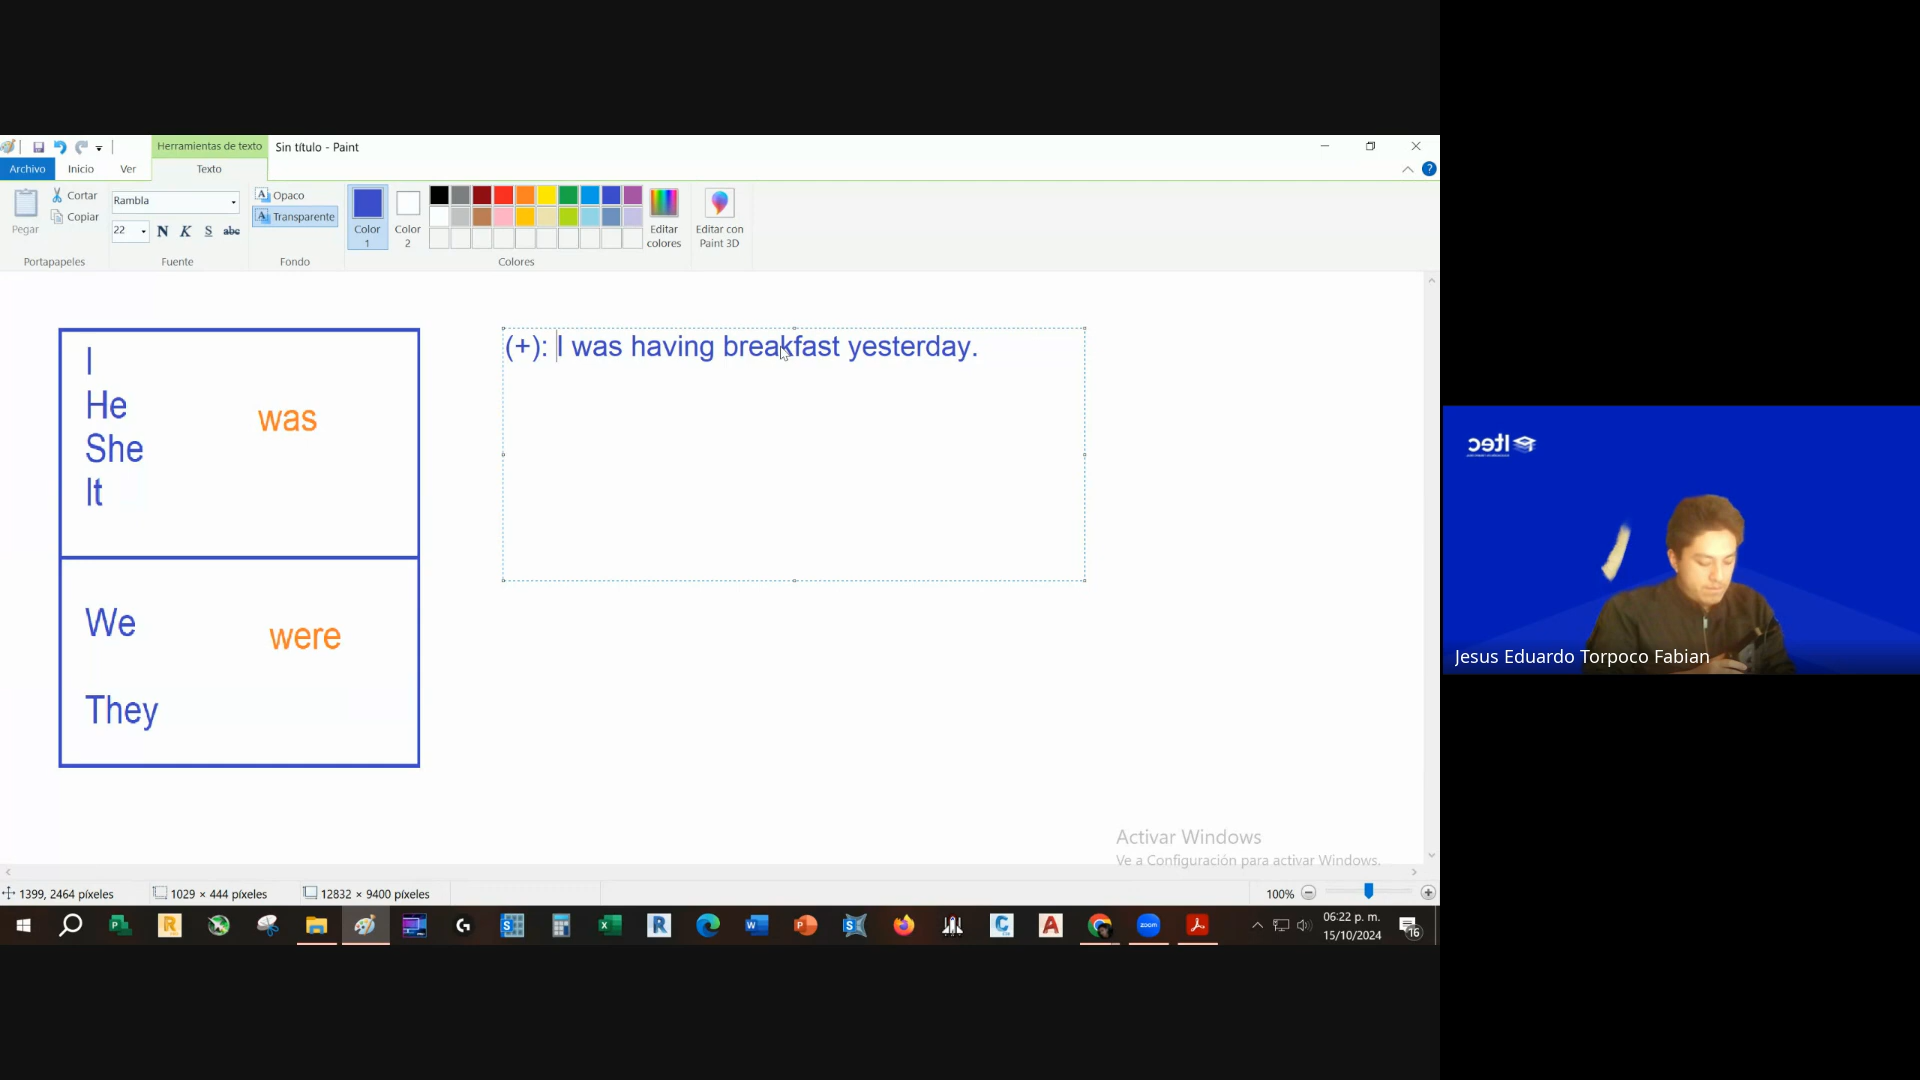 Herramientas de texto
Sin título - Paint
Archivo
Inicio
Ver
Texto
Pegar
Cortar
Copiar
Portapapeles
Rambla
22
N K S abc
Fuente
Opaco
Transparente
Fondo
Color
1
Color
2
Editar
colores
Editar con
Paint 3D
Colores
I
He
She
It
was
We
were
They
(+): I was having breakfast yesterday.
Activar Windows
Ve a Configuración para activar Windows.
1399, 2464 píxeles
1029 × 444 píxeles
12832 × 9400 píxeles
100%
zoom
06:22 p. m.
15/10/2024
16
Itec
Jesus Eduardo Torpoco Fabian